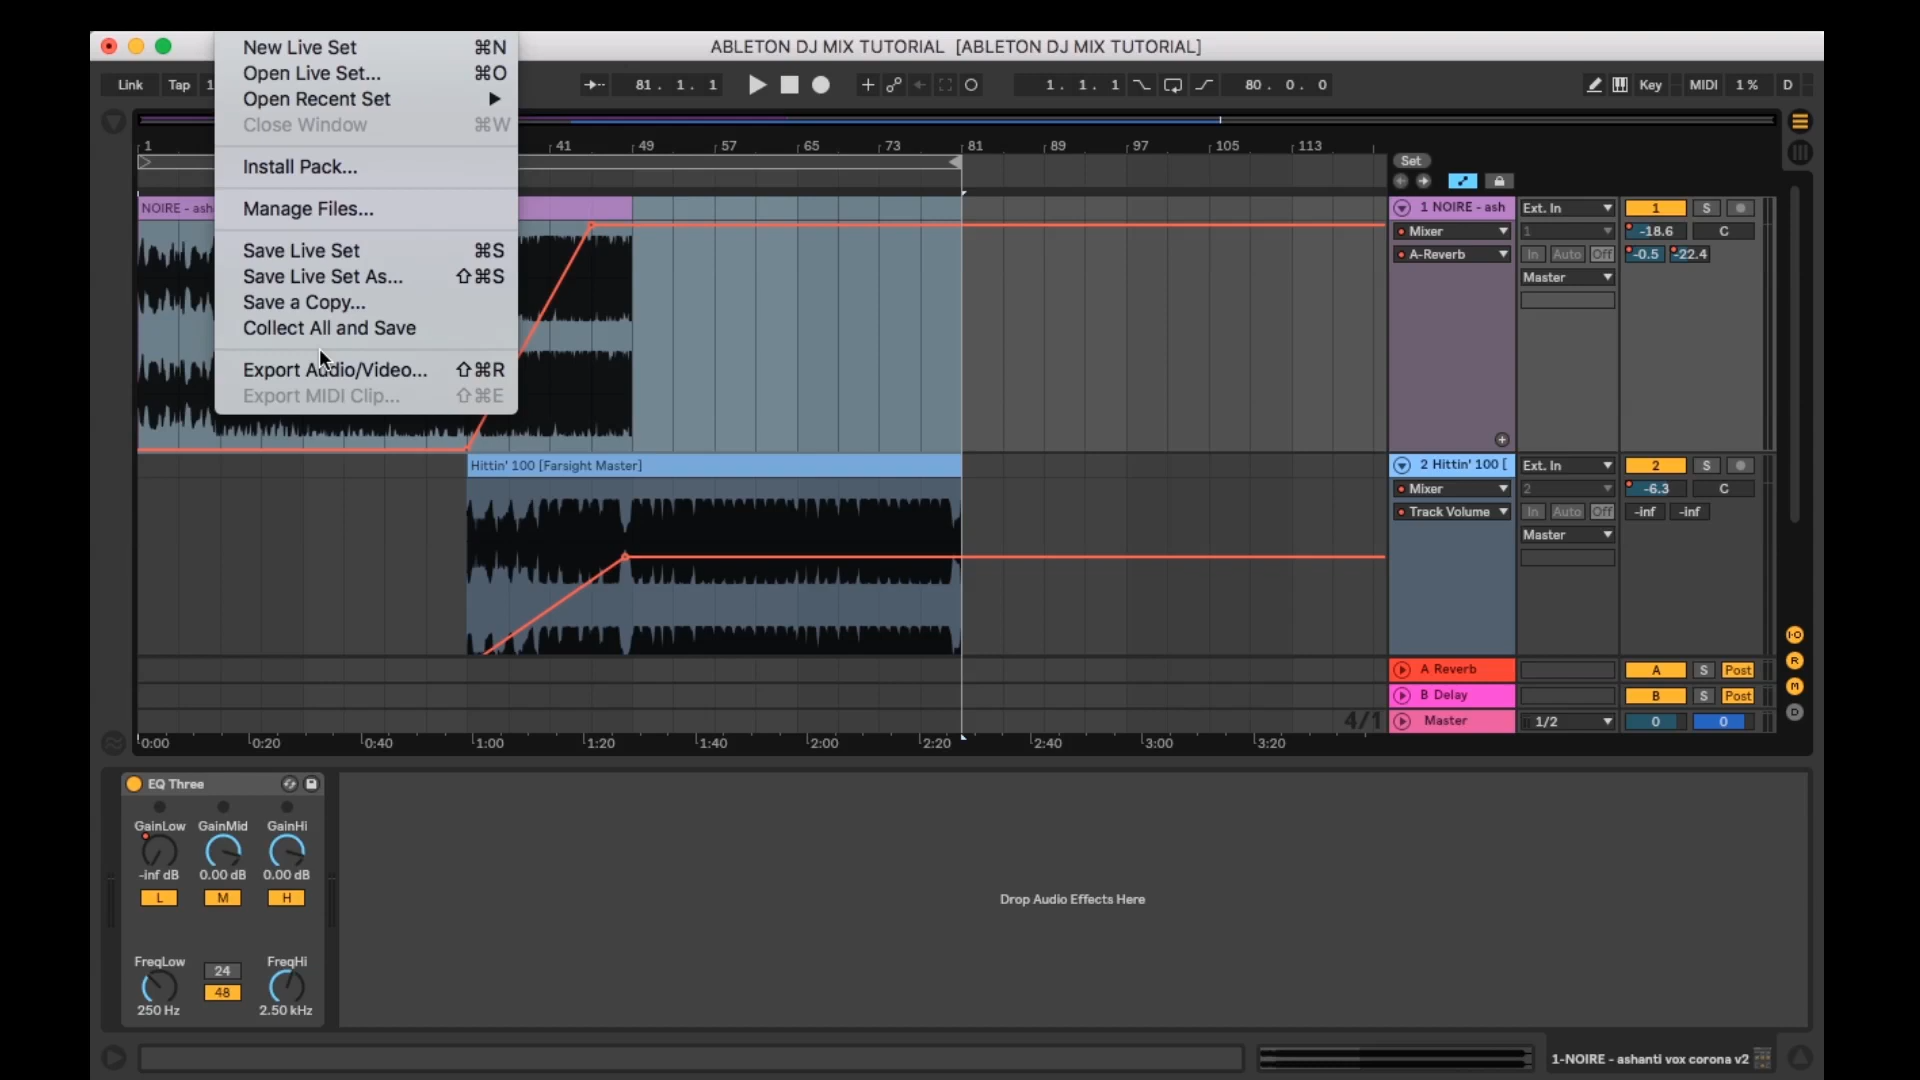 ABLETON DJ MIX TUTORIAL [ABLETON DJ MIX TUTORIAL]
New Live Set ⌘N
Open Live Set... ⌘O
Open Recent Set
Close Window ⌘W
Install Pack...
Manage Files...
Save Live Set ⌘S
Save Live Set As... ⇧⌘S
Save a Copy...
Collect All and Save
Export Audio/Video... ⇧⌘R
Export MIDI Clip... ⇧⌘E
Link Tap 1 81. 1. 1 1. 1. 1 80. 0. 0 Key MIDI 1% D
1 41 49 57 65 73 81 89 97 105 113
Set
NOIRE - ash
1 NOIRE - ash Ext. In 1 S
Mixer 1 -18.6 C
A-Reverb In Auto Off -0.5 -22.4
Master
Hittin' 100 [Farsight Master]
2 Hittin' 100 [ Ext. In 2 S
Mixer 2 -6.3 C
Track Volume In Auto Off -inf -inf
Master
A Reverb A S Post
B Delay B S Post
4/1 Master 1/2 0 0
I·O
R
M
D
0:00 0:20 0:40 1:00 1:20 1:40 2:00 2:20 2:40 3:00 3:20
EQ Three
GainLow GainMid GainHi
-inf dB 0.00 dB 0.00 dB
L M H
FreqLow 24 FreqHi
48
250 Hz 2.50 kHz
Drop Audio Effects Here
1-NOIRE - ashanti vox corona v2